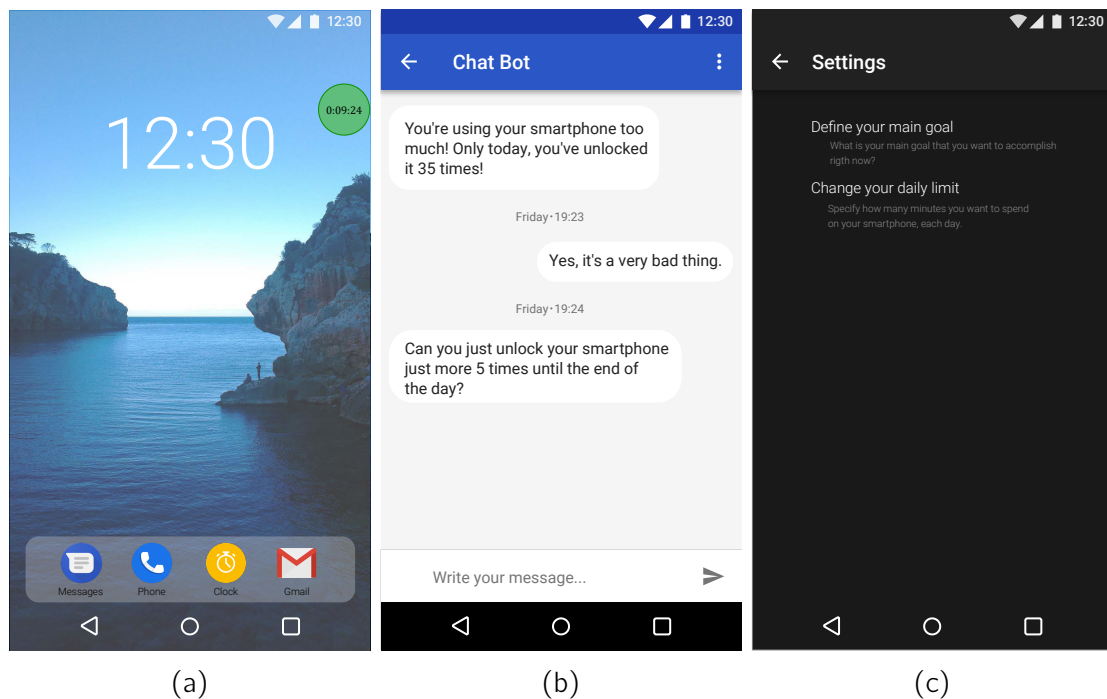 12:30
0:09:24
12:30
Messages
Phone
Clock
Gmail
(a)
12:30
Chat Bot
You're using your smartphone too
much! Only today, you've unlocked
it 35 times!
Friday·19:23
Yes, it's a very bad thing.
Friday·19:24
Can you just unlock your smartphone
just more 5 times until the end of
the day?
Write your message...
(b)
12:30
Settings
Define your main goal
What is your main goal that you want to accomplish
rigth now?
Change your daily limit
Specify how many minutes you want to spend
on your smartphone, each day.
(c)